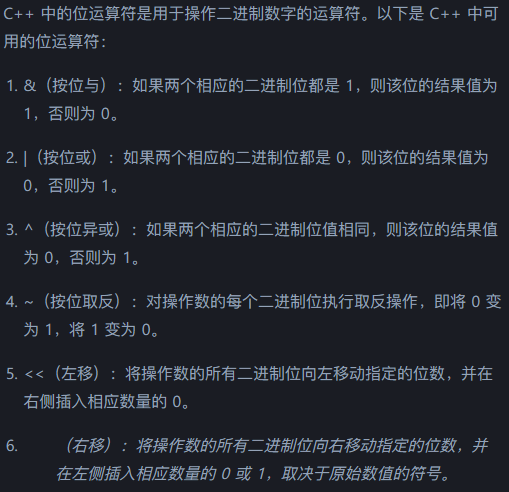 C++ 中的位运算符是用于操作二进制数字的运算符。以下是 C++ 中可
用的位运算符：
1. &（按位与）：如果两个相应的二进制位都是 1，则该位的结果值为
1，否则为 0。
2. |（按位或）：如果两个相应的二进制位都是 0，则该位的结果值为
0，否则为 1。
3. ^（按位异或）：如果两个相应的二进制位值相同，则该位的结果值
为 0，否则为 1。
4. ~（按位取反）：对操作数的每个二进制位执行取反操作，即将 0 变
为 1，将 1 变为 0。
5. <<（左移）：将操作数的所有二进制位向左移动指定的位数，并在
右侧插入相应数量的 0。
6. （右移）：将操作数的所有二进制位向右移动指定的位数，并
在左侧插入相应数量的 0 或 1，取决于原始数值的符号。